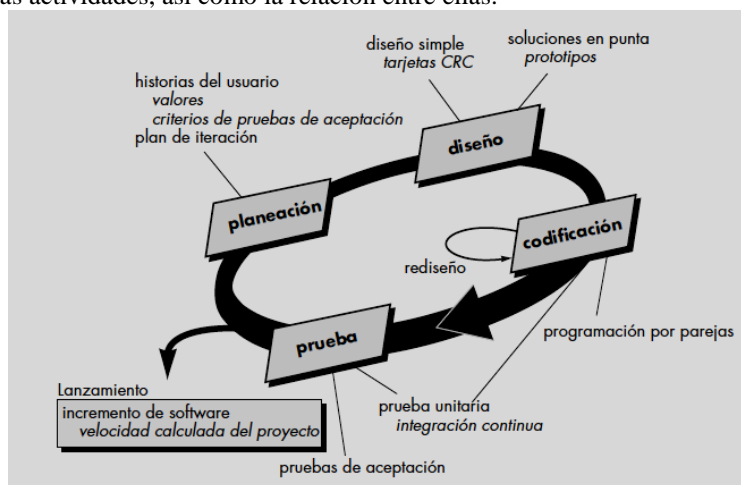 las actividades, así como la relación entre ellas.
diseño simple
tarjetas CRC
soluciones en punta
prototipos
historias del usuario
valores
criterios de pruebas de aceptación
plan de iteración
diseño
planeación
codificación
rediseño
prueba
programación por parejas
Lanzamiento
incremento de software
velocidad calculada del proyecto
prueba unitaria
integración continua
pruebas de aceptación